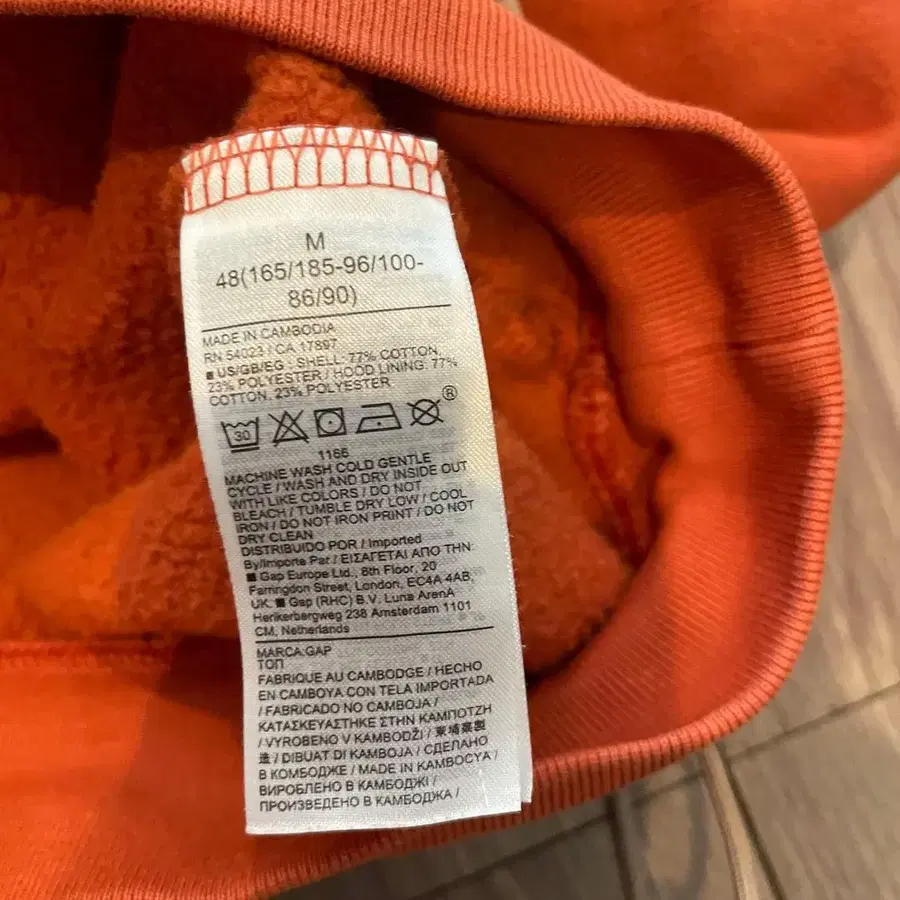 M
48(165/185-96/100-
86/90)
MADE IN CAMBODIA
RN 54023 / CA 17897
■ US/GB/EG - SHELL: 77% COTTON,
23% POLYESTER / HOOD LINING: 77%
COTTON, 23% POLYESTER
30 ®
1166
MACHINE WASH COLD GENTLE
CYCLE / WASH AND DRY INSIDE OUT
WITH LIKE COLORS / DO NOT
BLEACH / TUMBLE DRY LOW / COOL
IRON / DO NOT IRON PRINT / DO NOT
DRY CLEAN
DISTRIBUIDO POR / Imported
By/Importe Par / ΕΙΣΑΓΕΤΑΙ ΑΠΟ ΤΗΝ:
■ Gap Europe Ltd., 8th Floor, 20
Farringdon Street, London, EC4A 4AB,
UK. ■ Gap (RHC) B.V. Luna ArenA
Herikerbergweg 238 Amsterdam 1101
CM, Netherlands
MARCA:GAP
ТОП
FABRIQUE AU CAMBODGE / HECHO
EN CAMBOYA CON TELA IMPORTADA
/ FABRICADO NO CAMBOJA /
ΚΑΤΑΣΚΕΥΑΣΤΗΚΕ ΣΤΗΝ ΚΑΜΠΟΤΖΗ
/ VYROBENO V KAMBODŽI / 柬埔寨製
造 / DIBUAT DI KAMBOJA / СДЕЛАНО
В КОМБОДЖЕ / MADE IN KAMBOCYA /
ВИРОБЛЕНО В КАМБОДЖІ /
ПРОИЗВЕДЕНО В КАМБОДЖА /